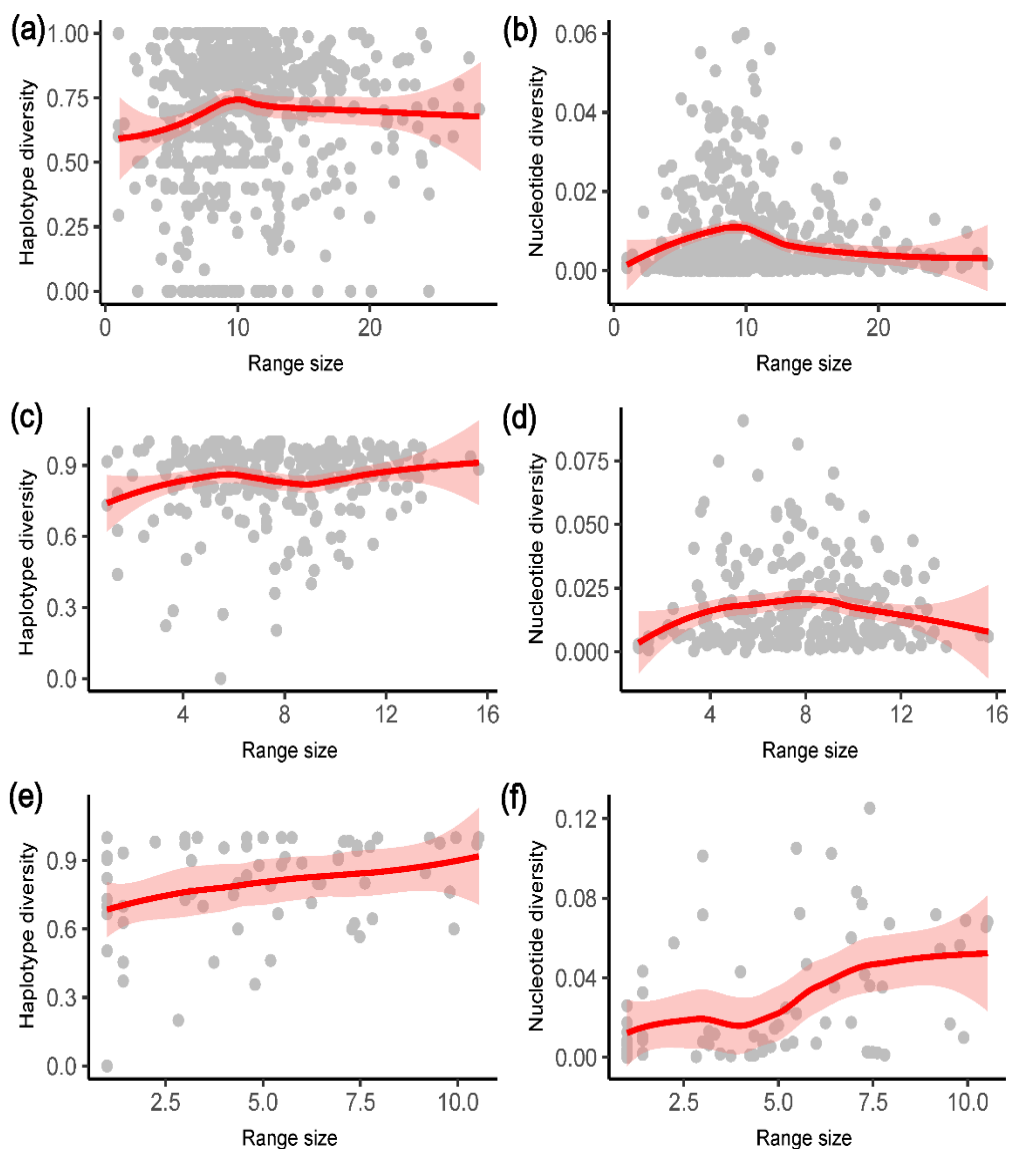 (a)
Haplotype diversity
1.00
0.75
0.50
0.25
0.00
0 10 20
Range size
(b)
Nucleotide diversity
0.06
0.04
0.02
0.00
0 10 20
Range size
(c)
Haplotype diversity
0.9
0.6
0.3
0.0
4 8 12 16
Range size
(d)
Nucleotide diversity
0.075
0.050
0.025
0.000
4 8 12 16
Range size
(e)
Haplotype diversity
0.9
0.6
0.3
0.0
2.5 5.0 7.5 10.0
Range size
(f)
Nucleotide diversity
0.12
0.08
0.04
0.00
2.5 5.0 7.5 10.0
Range size